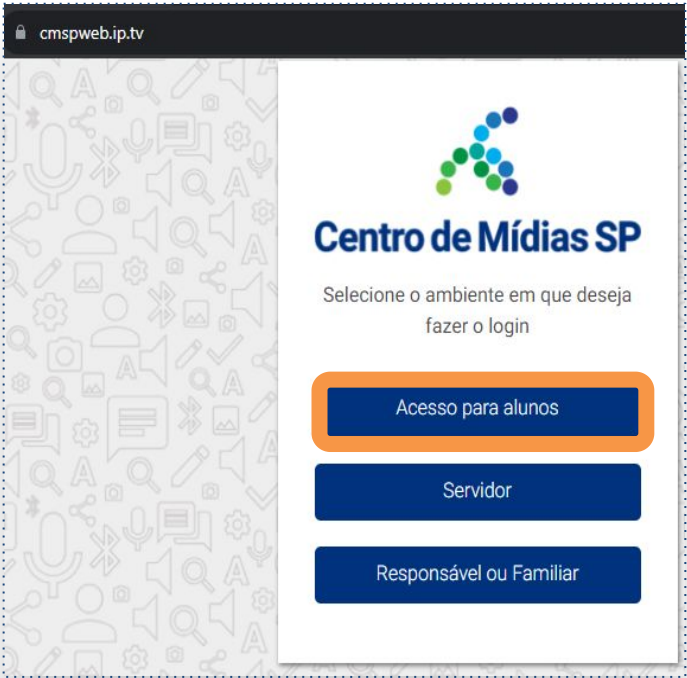 cmspweb.ip.tv
Centro de Mídias SP
Selecione o ambiente em que deseja
fazer o login
Acesso para alunos
Servidor
Responsável ou Familiar